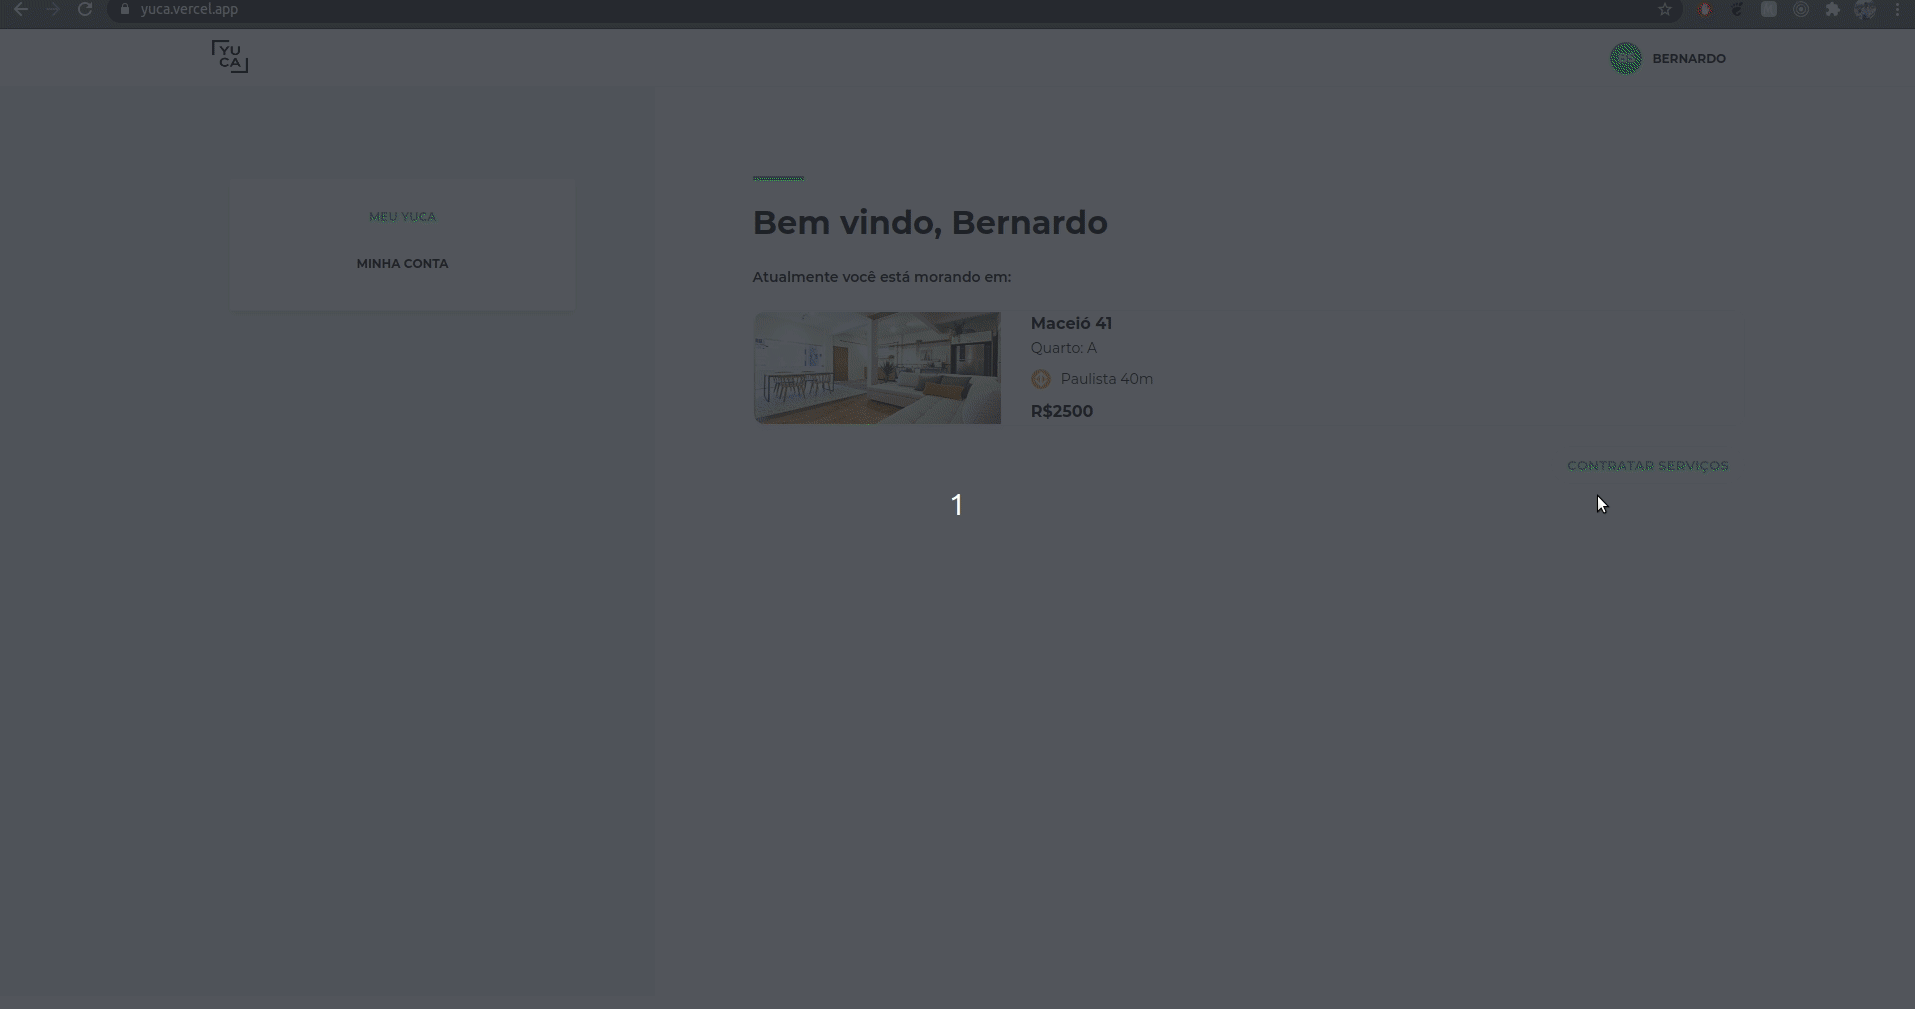 yuca.vercel.app
YU
CA
BERNARDO
MEU YUCA
MINHA CONTA
Bem vindo, Bernardo
Atualmente você está morando em:
Maceió 41
Quarto: A
Paulista 40m
R$2500
CONTRATAR SERVIÇOS
1